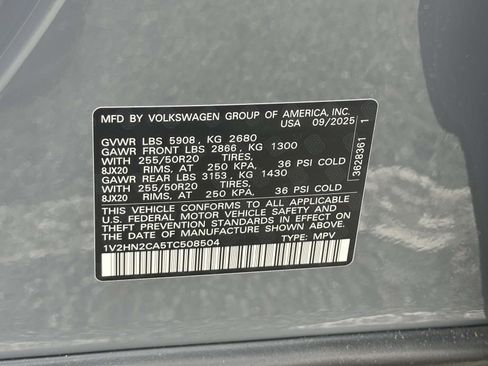 MFD BY VOLKSWAGEN GROUP OF AMERICA, INC.
USA 09/2025
GVWR LBS 5908, KG 2680
GAWR FRONT LBS 2866, KG 1300
WITH 255/50R20 TIRES,
8JX20 RIMS, AT 250 KPA. 36 PSI COLD
GAWR REAR LBS 3153, KG 1430
WITH 255/50R20 TIRES,
8JX20 RIMS, AT 250 KPA. 36 PSI COLD
THIS VEHICLE CONFORMS TO ALL APPLICABLE
U.S. FEDERAL MOTOR VEHICLE SAFETY AND
THEFT PREVENTION STANDARDS IN EFFECT ON
THE DATE OF MANUFACTURE SHOWN ABOVE.
1V2HN2CA5TC508504 TYPE: MPV
3628361 1